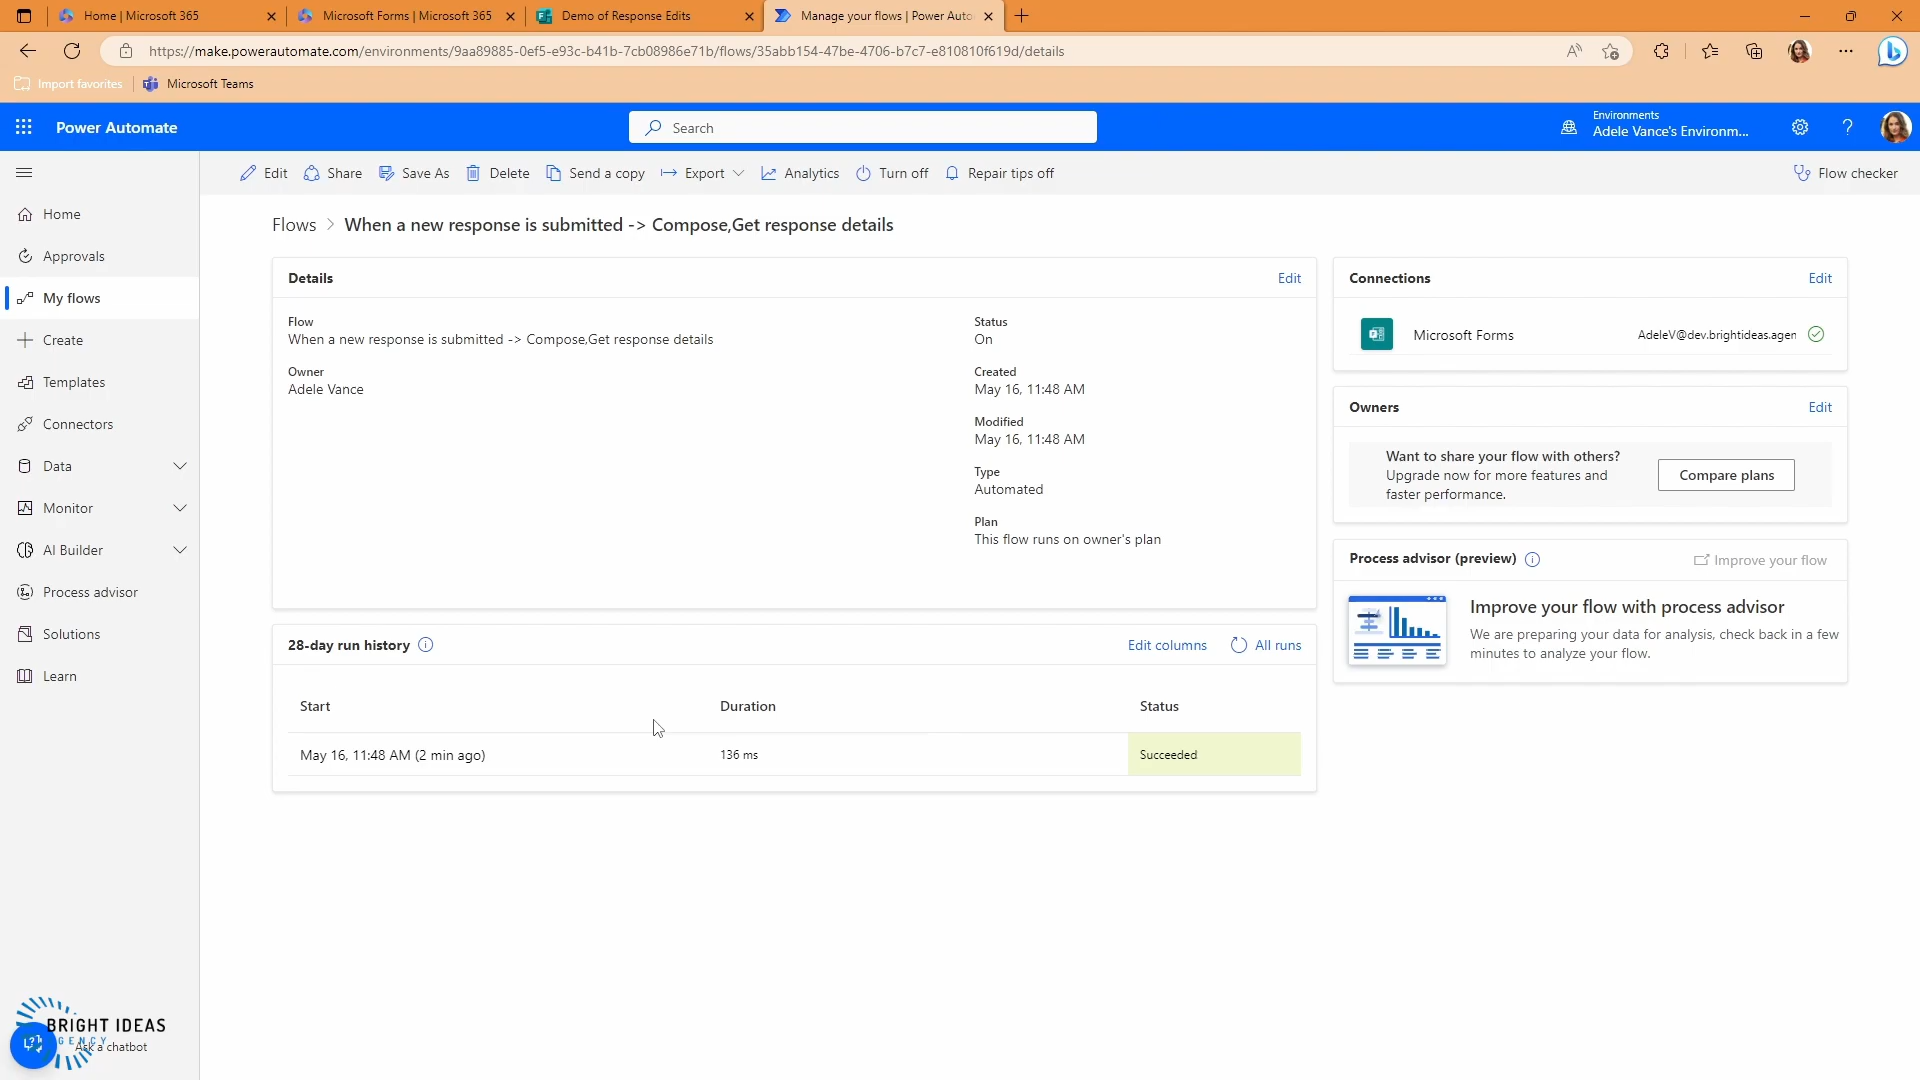 Home | Microsoft 365
Microsoft Forms | Microsoft 365
Demo of Response Edits
Manage your flows | Power Auto
https://make.powerautomate.com/environments/9aa89885-0ef5-e93c-b41b-7cb08986e71b/flows/35abb154-47be-4706-b7c7-e810810f619d/details
Import favorites
Microsoft Teams
Power Automate
Search
Environments
Adele Vance's Environm...
Edit
Share
Save As
Delete
Send a copy
Export
Analytics
Turn off
Repair tips off
Flow checker
Home
Approvals
My flows
Create
Templates
Connectors
Data
Monitor
AI Builder
Process advisor
Solutions
Learn
Flows > When a new response is submitted -> Compose,Get response details
Details
Edit
Flow
When a new response is submitted -> Compose,Get response details
Owner
Adele Vance
Status
On
Created
May 16, 11:48 AM
Modified
May 16, 11:48 AM
Type
Automated
Plan
This flow runs on owner's plan
28-day run history
Edit columns
All runs
Start
Duration
Status
May 16, 11:48 AM (2 min ago)
136 ms
Succeeded
Connections
Edit
Microsoft Forms
AdeleV@dev.brightideas.agen
Owners
Edit
Want to share your flow with others?
Upgrade now for more features and
faster performance.
Compare plans
Process advisor (preview)
Improve your flow
Improve your flow with process advisor
We are preparing your data for analysis, check back in a few
minutes to analyze your flow.
BRIGHT IDEAS
AGENCY
Ask a chatbot